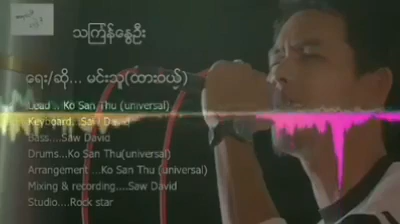 သင်္ကြန်နွေဦး
ရေး/ဆို... မင်းသူ(ထားဝယ်)
Lead .. Ko San Thu (universal)
Keyboard...Saw David
Bass....Saw David
Drums...Ko San Thu(universal)
Arrangement ...Ko San Thu (universal)
Mixing & recording....Saw David
Studio....Rock star